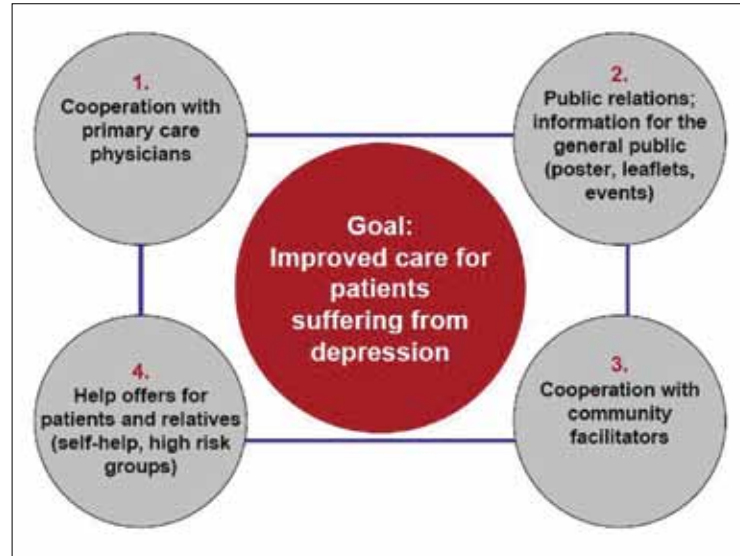 1.
Cooperation with
primary care
physicians
2.
Public relations;
information for the
general public
(poster, leaflets,
events)
Goal:
Improved care for
patients
suffering from
depression
4.
Help offers for
patients and relatives
(self-help, high risk
groups)
3.
Cooperation with
community
facilitators